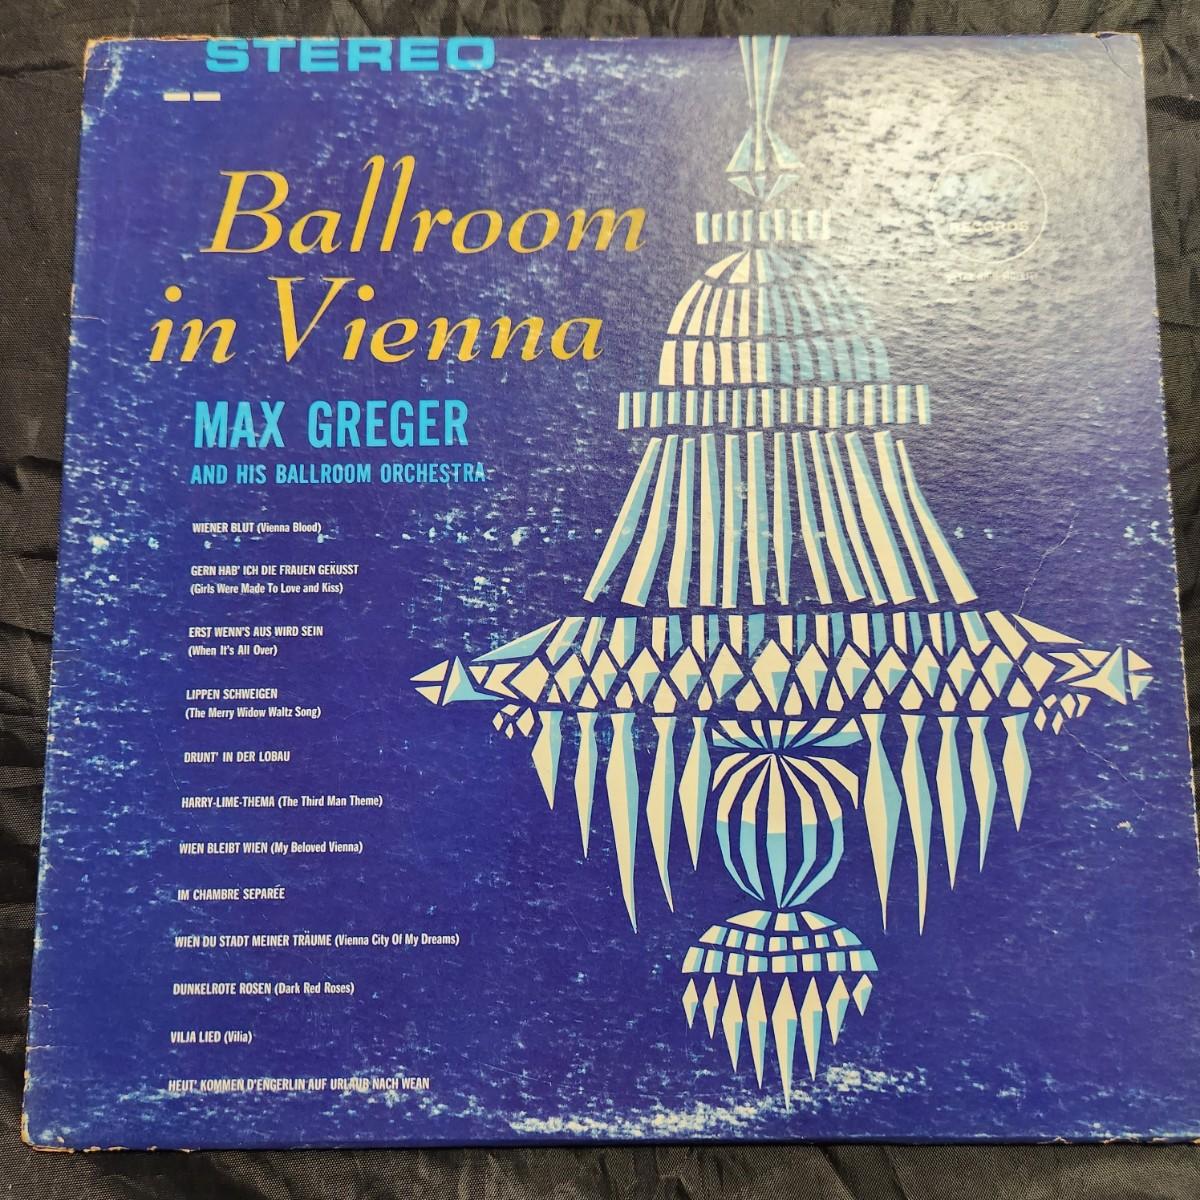 STEREO
Ballroom
in Vienna
RECORDS
MAX GREGER
AND HIS BALLROOM ORCHESTRA
WIENER BLUT (Vienna Blood)
GERN HAB' ICH DIE FRAUEN GEKÜSST
(Girls Were Made To Love and Kiss)
ERST WENN'S AUS WIRD SEIN
(When It's All Over)
LIPPEN SCHWEIGEN
(The Merry Widow Waltz Song)
DRUNT' IN DER LOBAU
HARRY-LIME-THEMA (The Third Man Theme)
WIEN BLEIBT WIEN (My Beloved Vienna)
IM CHAMBRE SEPARÉE
WIEN DU STADT MEINER TRÄUME (Vienna City Of My Dreams)
DUNKELROTE ROSEN (Dark Red Roses)
VILJA LIED (Vilia)
HEUT' KOMMEN D'ENGERLIN AUF URLAUB NACH WEAN